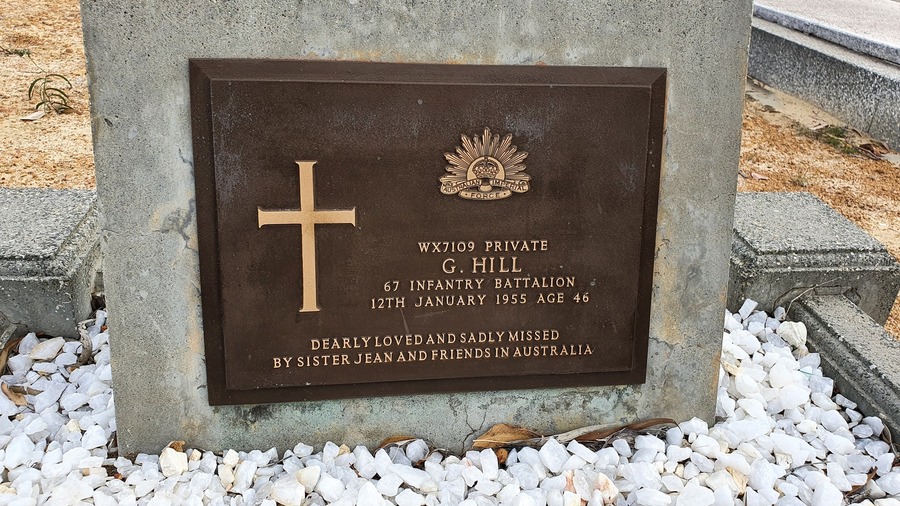 AUSTRALIAN IMPERIAL
FORCE
WX7109 PRIVATE
G. HILL
67 INFANTRY BATTALION
12TH JANUARY 1955 AGE 46
DEARLY LOVED AND SADLY MISSED
BY SISTER JEAN AND FRIENDS IN AUSTRALIA